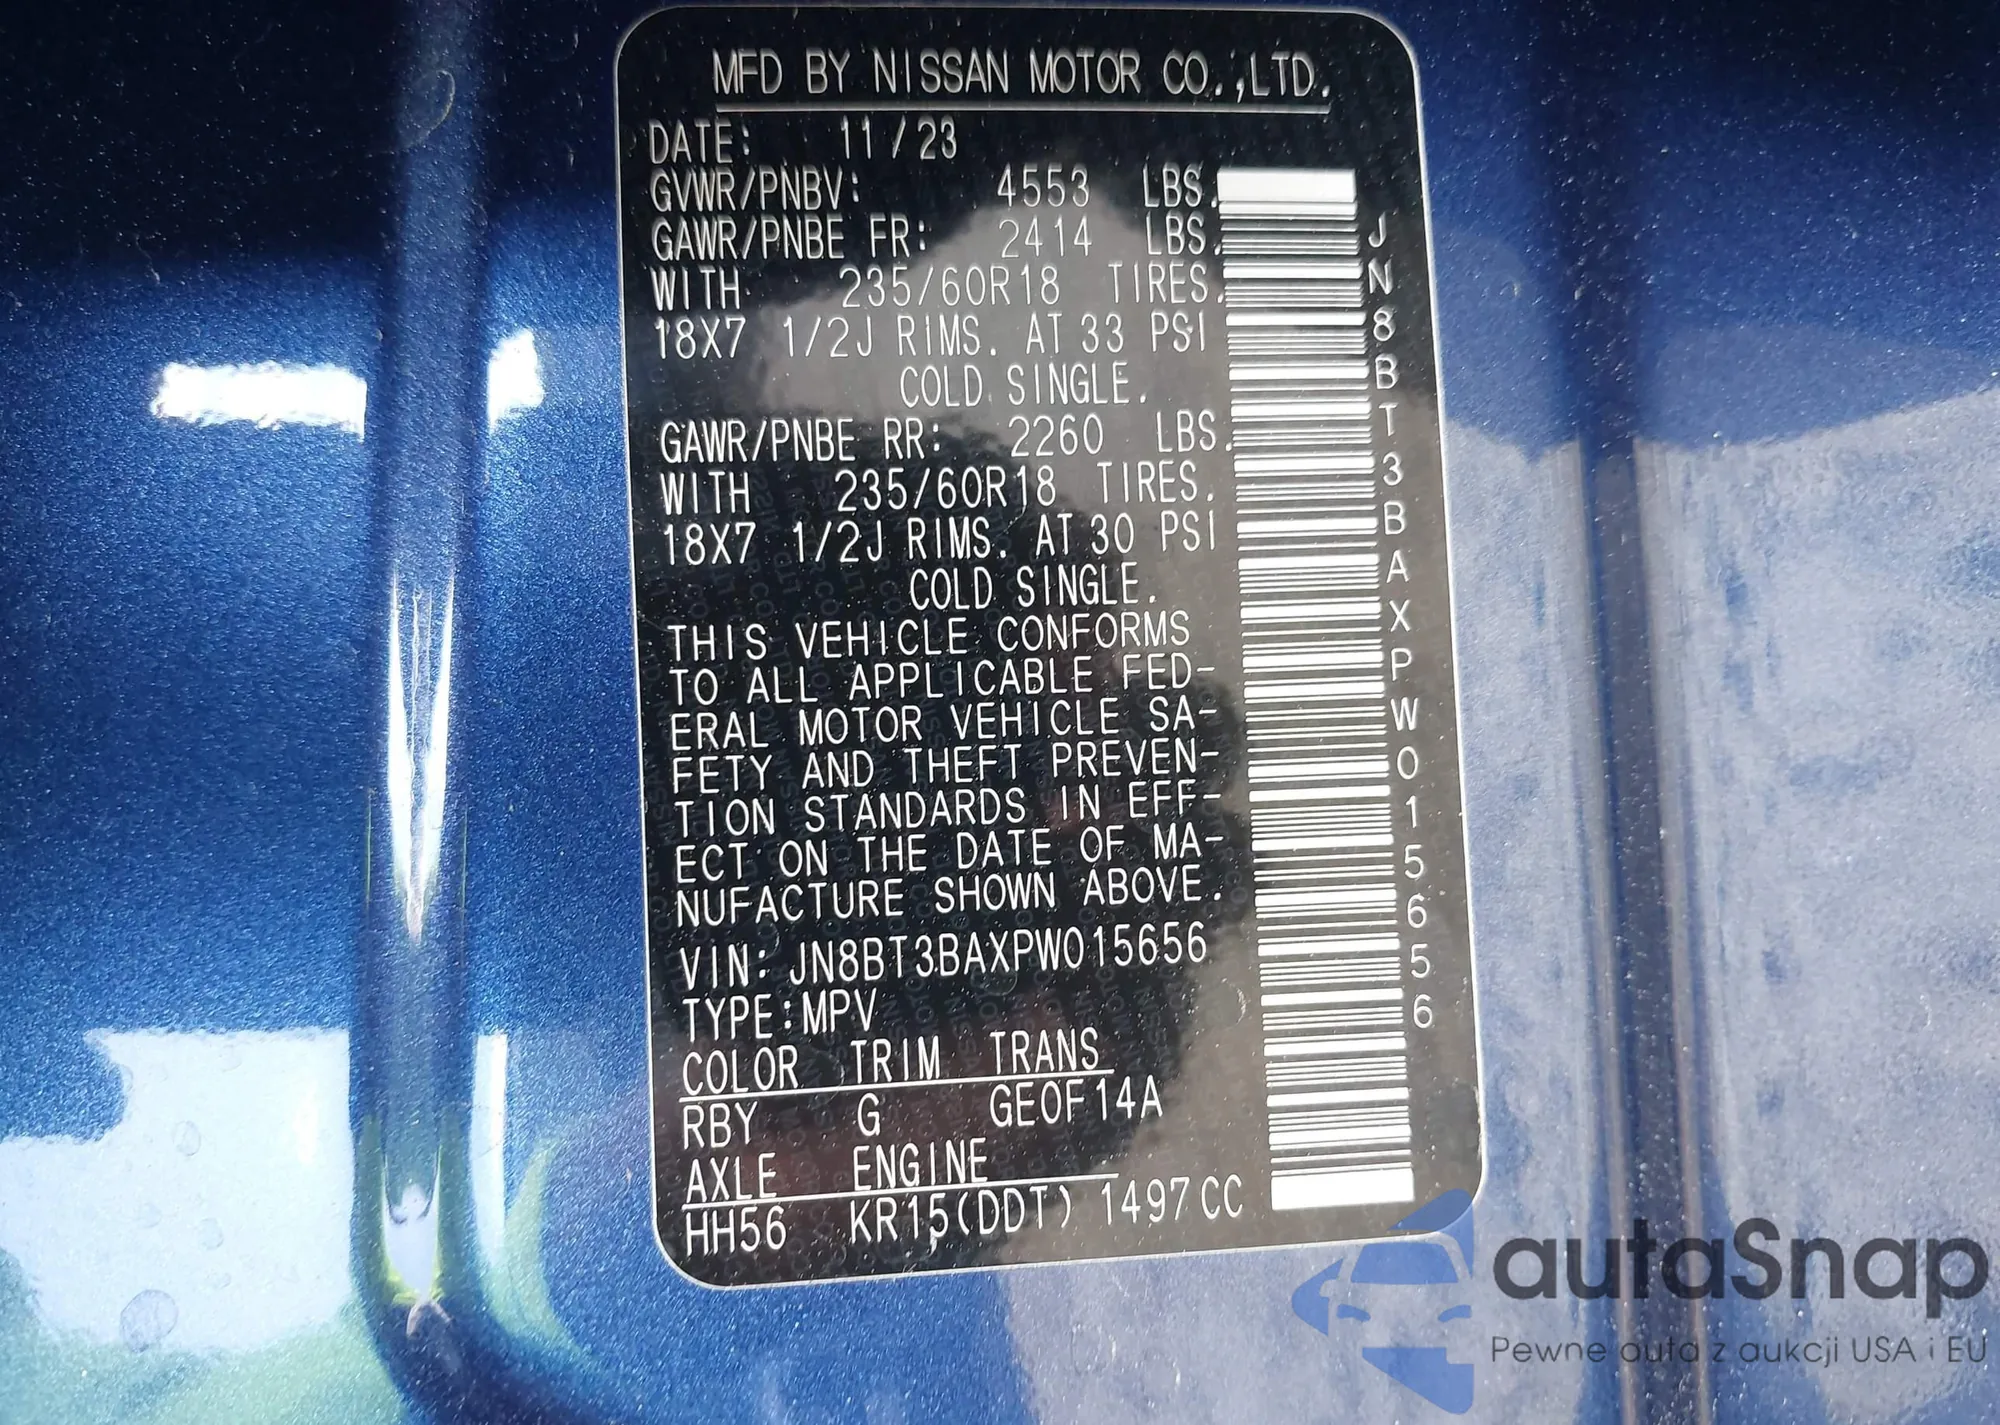 MFD BY NISSAN MOTOR CO.,LTD.
DATE: 11/23
GVWR/PNBV: 4553 LBS.
GAWR/PNBE FR: 2414 LBS.
WITH 235/60R18 TIRES.
18X7 1/2J RIMS. AT 33 PSI
COLD SINGLE.
GAWR/PNBE RR: 2260 LBS.
WITH 235/60R18 TIRES.
18X7 1/2J RIMS. AT 30 PSI
COLD SINGLE.
THIS VEHICLE CONFORMS
TO ALL APPLICABLE FED-
ERAL MOTOR VEHICLE SA-
FETY AND THEFT PREVEN-
TION STANDARDS IN EFF-
ECT ON THE DATE OF MA-
NUFACTURE SHOWN ABOVE.
VIN: JN8BT3BAXPW015656
TYPE:MPV
COLOR TRIM TRANS
RBY G GE0F14A
AXLE ENGINE
HH56 KR15(DDT) 1497CC
JN8BT3BAXPW015656
autaSnap
Pewne auta z aukcji USA i EU